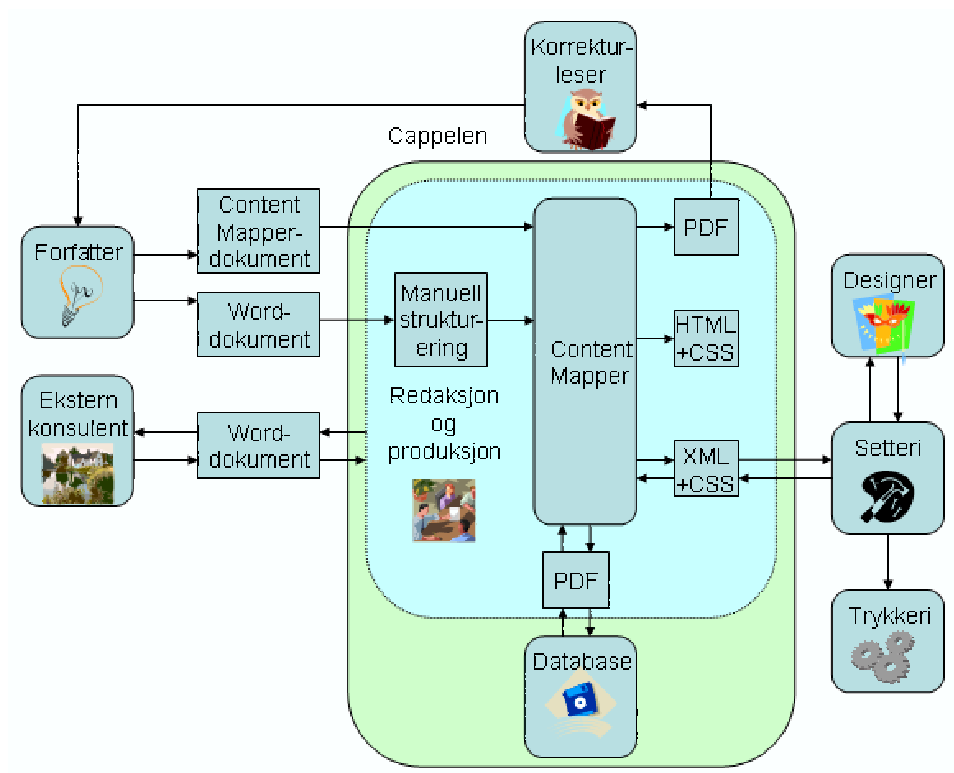 Korrektur-
leser
Cappelen
Content
Mapper-
dokument
PDF
Forfatter
Designer
Manuell
struktur-
ering
Word-
dokument
HTML
+CSS
Content
Mapper
Ekstern
konsulent
Redaksjon
og
produksjon
Word-
dokument
XML
+CSS
Setteri
PDF
Trykkeri
Database